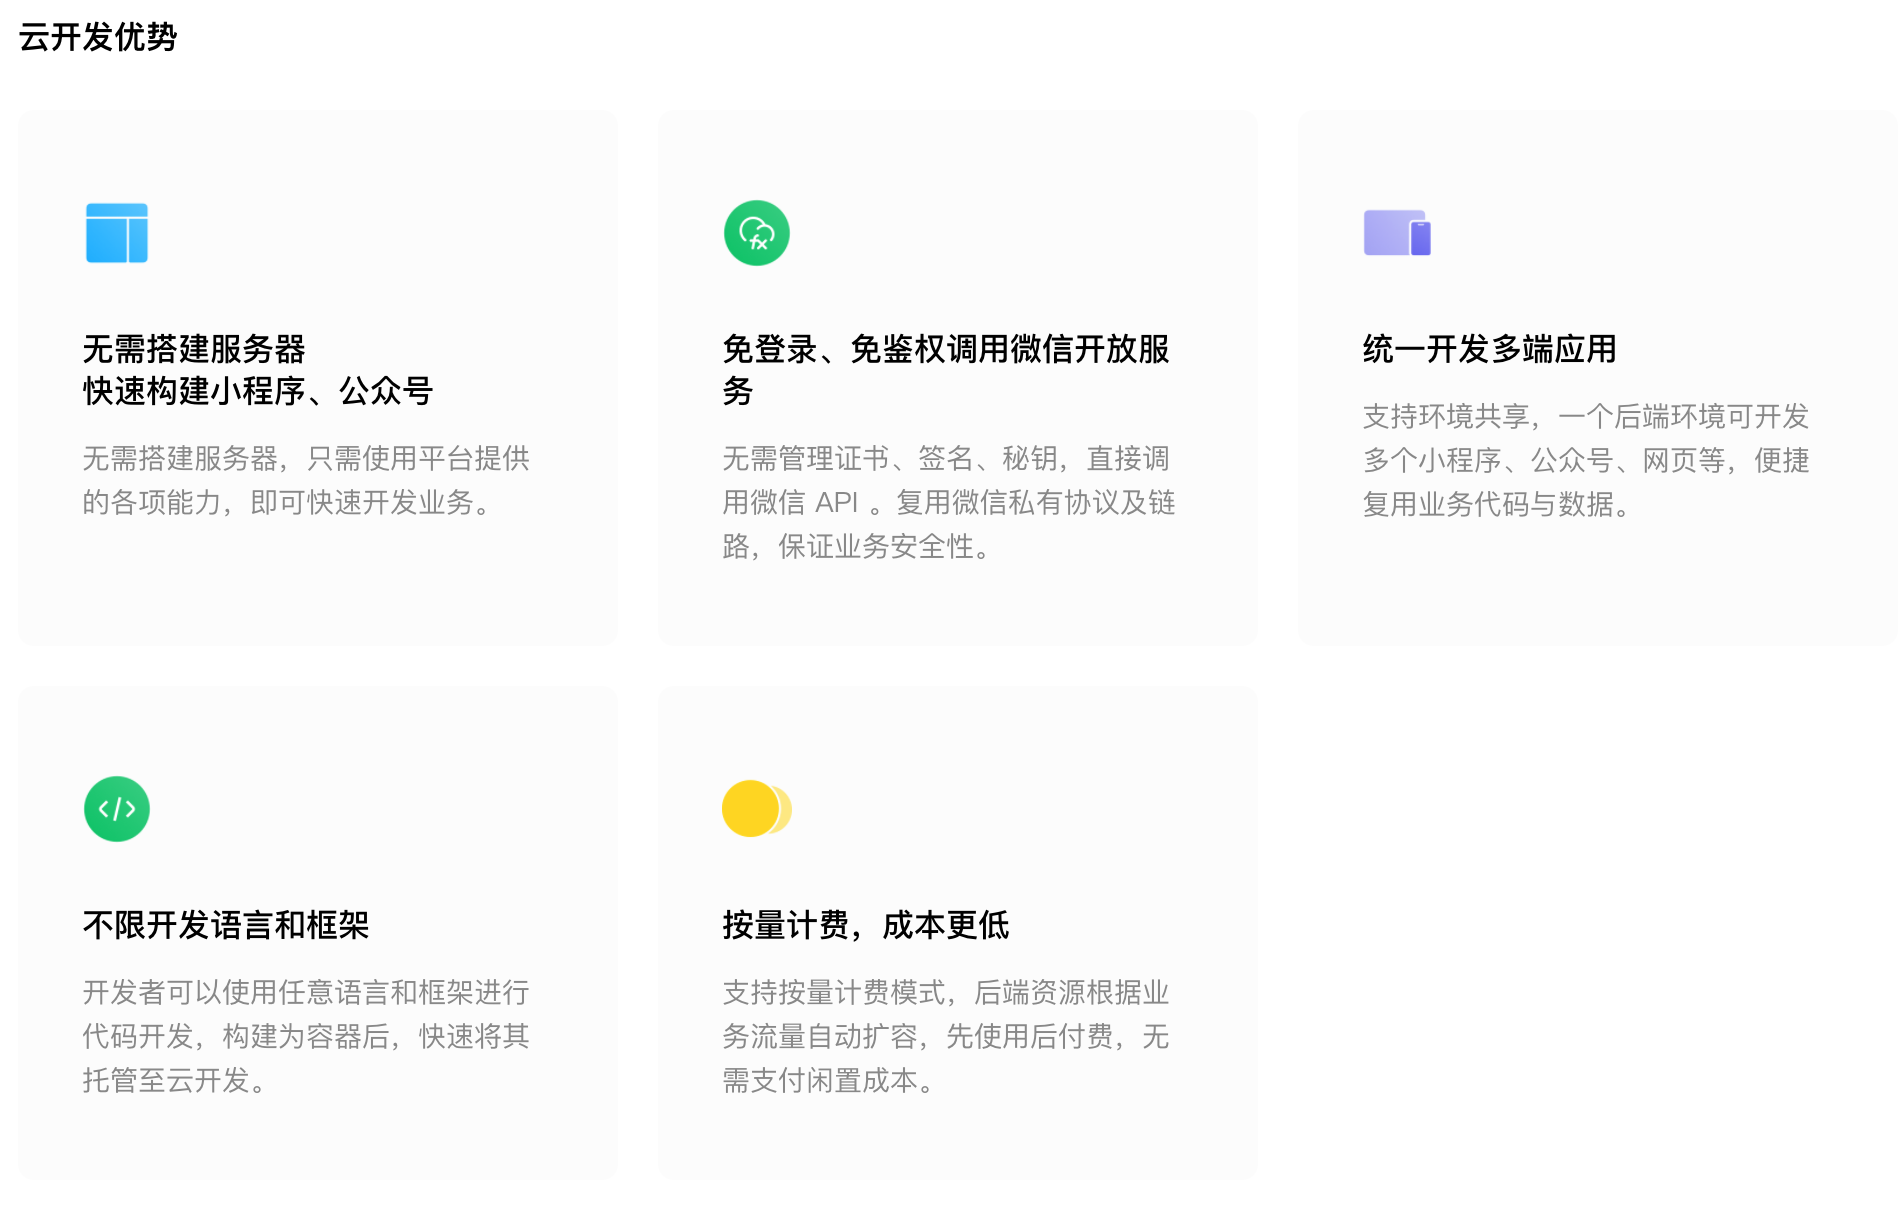 云开发优势
无需搭建服务器
快速构建小程序、公众号
无需搭建服务器，只需使用平台提供
的各项能力，即可快速开发业务。
fx
免登录、免鉴权调用微信开放服
务
无需管理证书、签名、秘钥，直接调
用微信 API 。复用微信私有协议及链
路，保证业务安全性。
统一开发多端应用
支持环境共享，一个后端环境可开发
多个小程序、公众号、网页等，便捷
复用业务代码与数据。
</>
不限开发语言和框架
开发者可以使用任意语言和框架进行
代码开发，构建为容器后，快速将其
托管至云开发。
按量计费，成本更低
支持按量计费模式，后端资源根据业
务流量自动扩容，先使用后付费，无
需支付闲置成本。